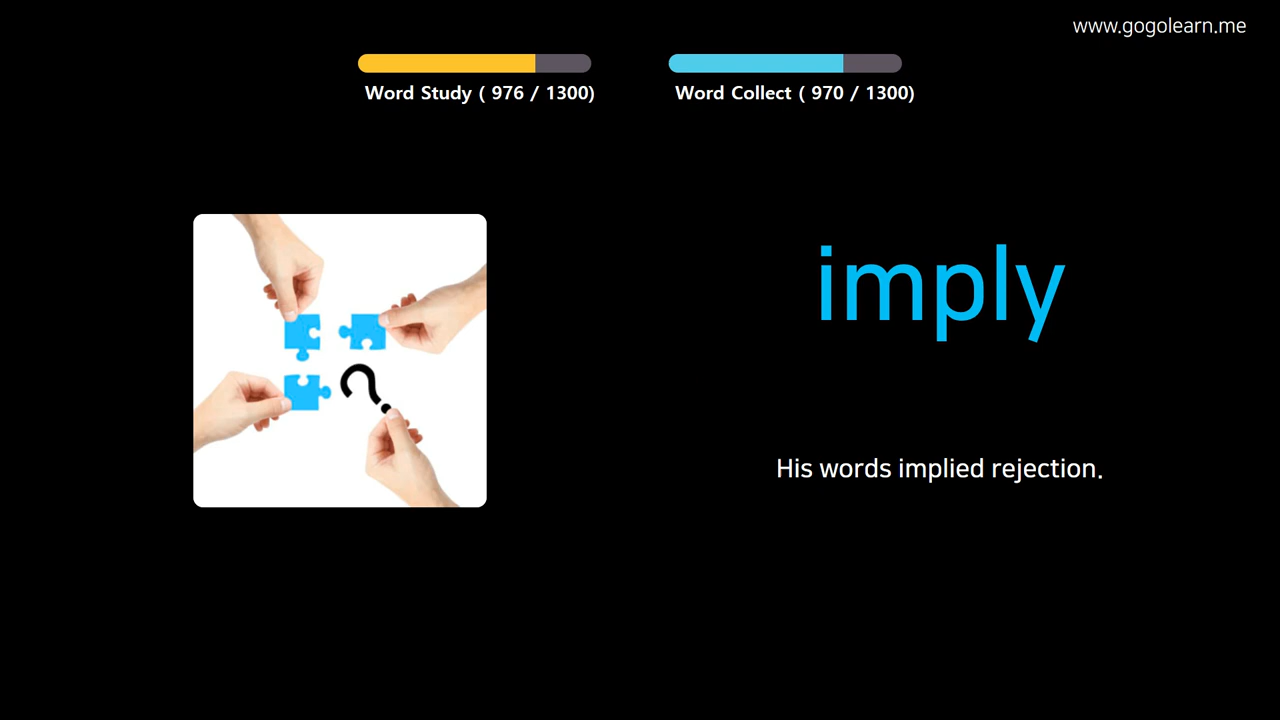 www.gogolearn.me
Word Study ( 976 / 1300)
Word Collect ( 970 / 1300)
imply
?
His words implied rejection.